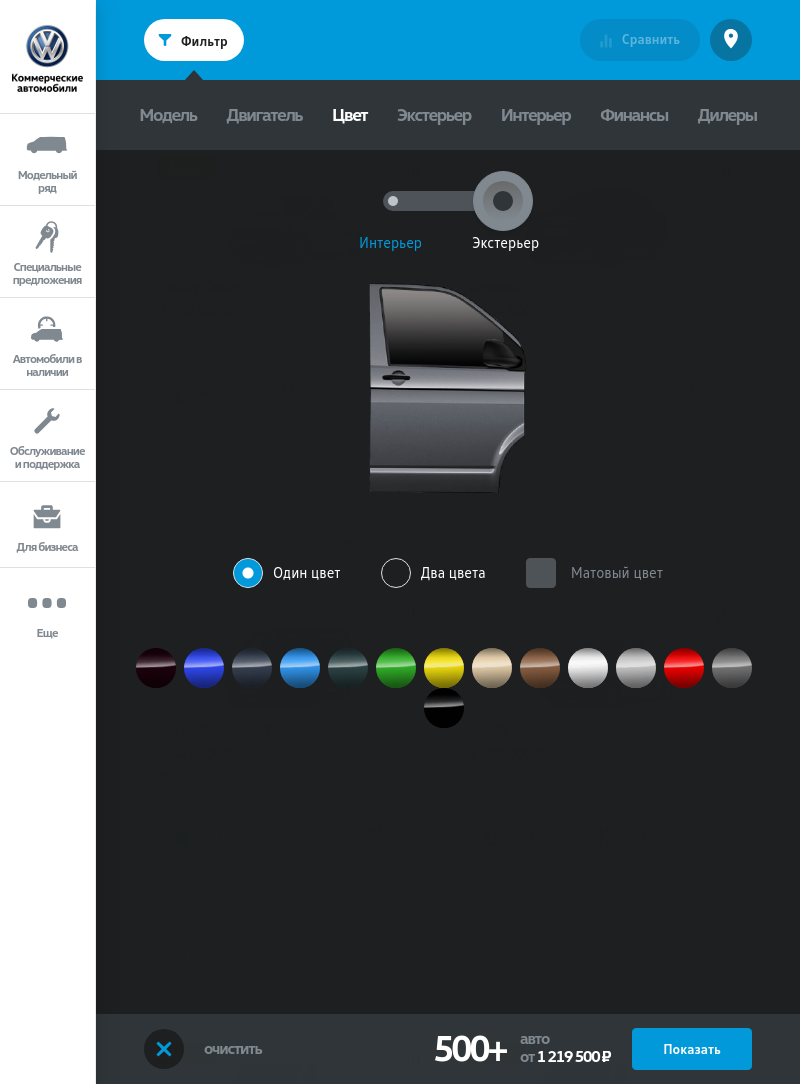 Коммерческие
автомобили
Модельный
ряд
Специальные
предложения
Автомобили в
наличии
Обслуживание
и поддержка
Для бизнеса
Еще
Фильтр
Сравнить
Модель Двигатель Цвет Экстерьер Интерьер Финансы Дилеры
Интерьер Экстерьер
Один цвет Два цвета Матовый цвет
очистить
500+
авто
от 1 219 500 ₽
Показать